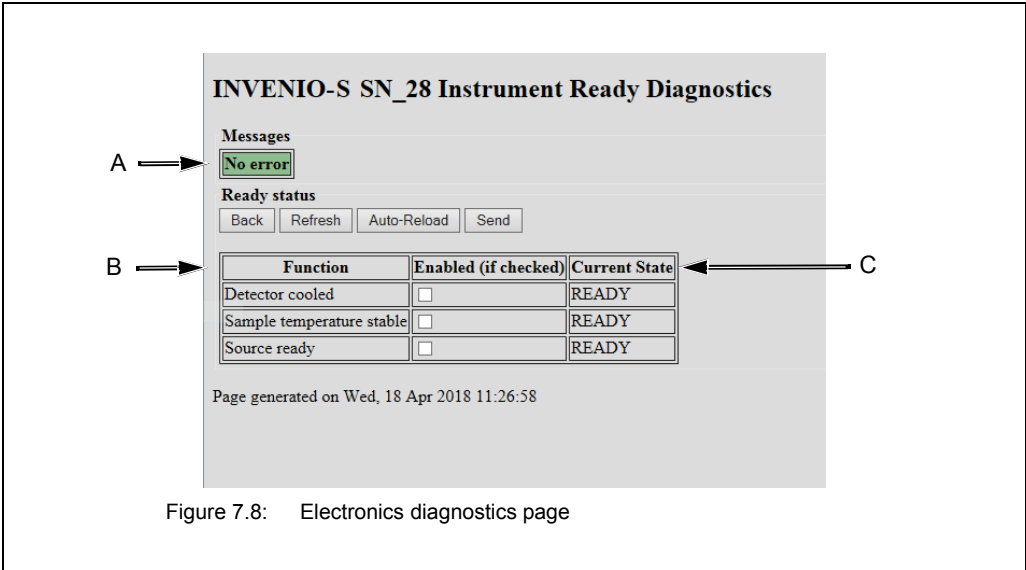 INVENIO-S SN_28 Instrument Ready Diagnostics
Messages
A
No error
Ready status
Back Refresh Auto-Reload Send
B
Function Enabled (if checked) Current State
C
Detector cooled READY
Sample temperature stable READY
Source ready READY
Page generated on Wed, 18 Apr 2018 11:26:58
Figure 7.8: Electronics diagnostics page